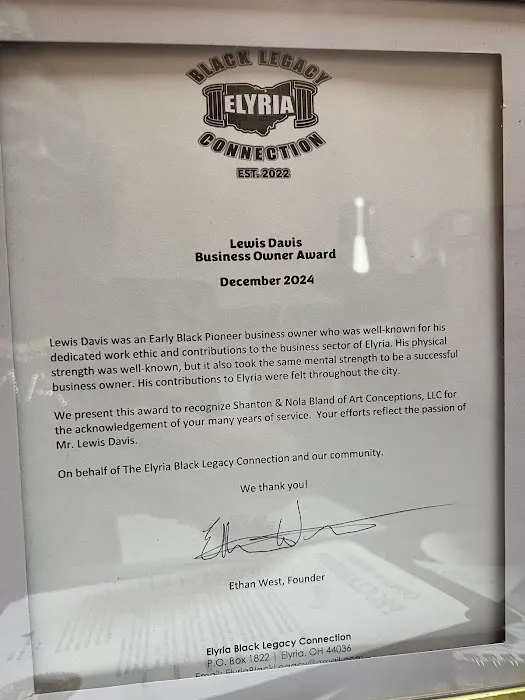 BLACK LEGACY
ELYRIA
CONNECTION
EST. 2022
Lewis Davis
Business Owner Award
December 2024
Lewis Davis was an Early Black Pioneer business owner who was well-known for his
dedicated work ethic and contributions to the business sector of Elyria. His physical
strength was well-known, but it also took the same mental strength to be a successful
business owner. His contributions to Elyria were felt throughout the city.
We present this award to recognize Shanton & Nola Bland of Art Conceptions, LLC for
the acknowledgement of your many years of service. Your efforts reflect the passion of
Mr. Lewis Davis.
On behalf of The Elyria Black Legacy Connection and our community.
We thank you!
Ethan West, Founder
Elyria Black Legacy Connection
P.O. Box 1822 | Elyria, OH 44036